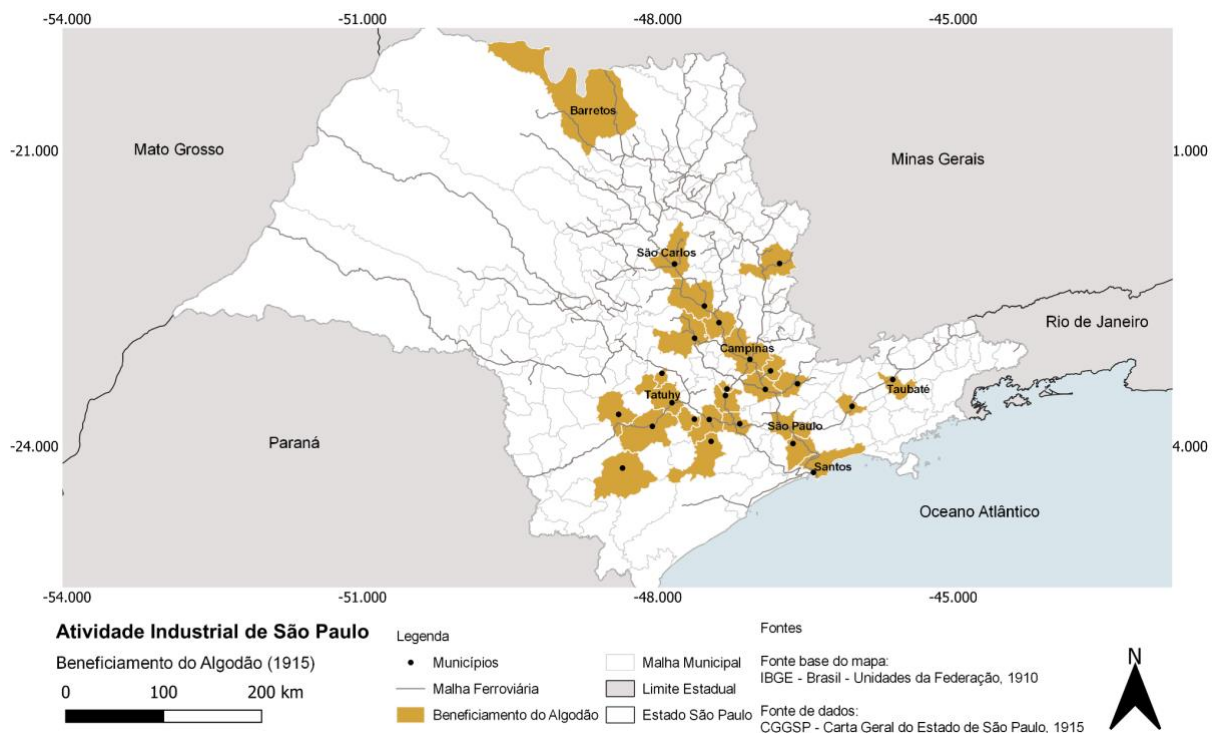 -54.000 -51.000 -48.000 -45.000
Barretos
-21.000 Mato Grosso Minas Gerais 1.000
São Carlos
Rio de Janeiro
Campinas
Taubaté
Tatuhy
São Paulo
-24.000 Paraná 4.000
Santos
Oceano Atlântico
-54.000 -51.000 -48.000 -45.000
Atividade Industrial de São Paulo
Beneficiamento do Algodão (1915)
0 100 200 km
Legenda
Municípios
Malha Ferroviária
Beneficiamento do Algodão
Malha Municipal
Limite Estadual
Estado São Paulo
Fontes
Fonte base do mapa:
IBGE - Brasil - Unidades da Federação, 1910
Fonte de dados:
CGGSP - Carta Geral do Estado de São Paulo, 1915
N